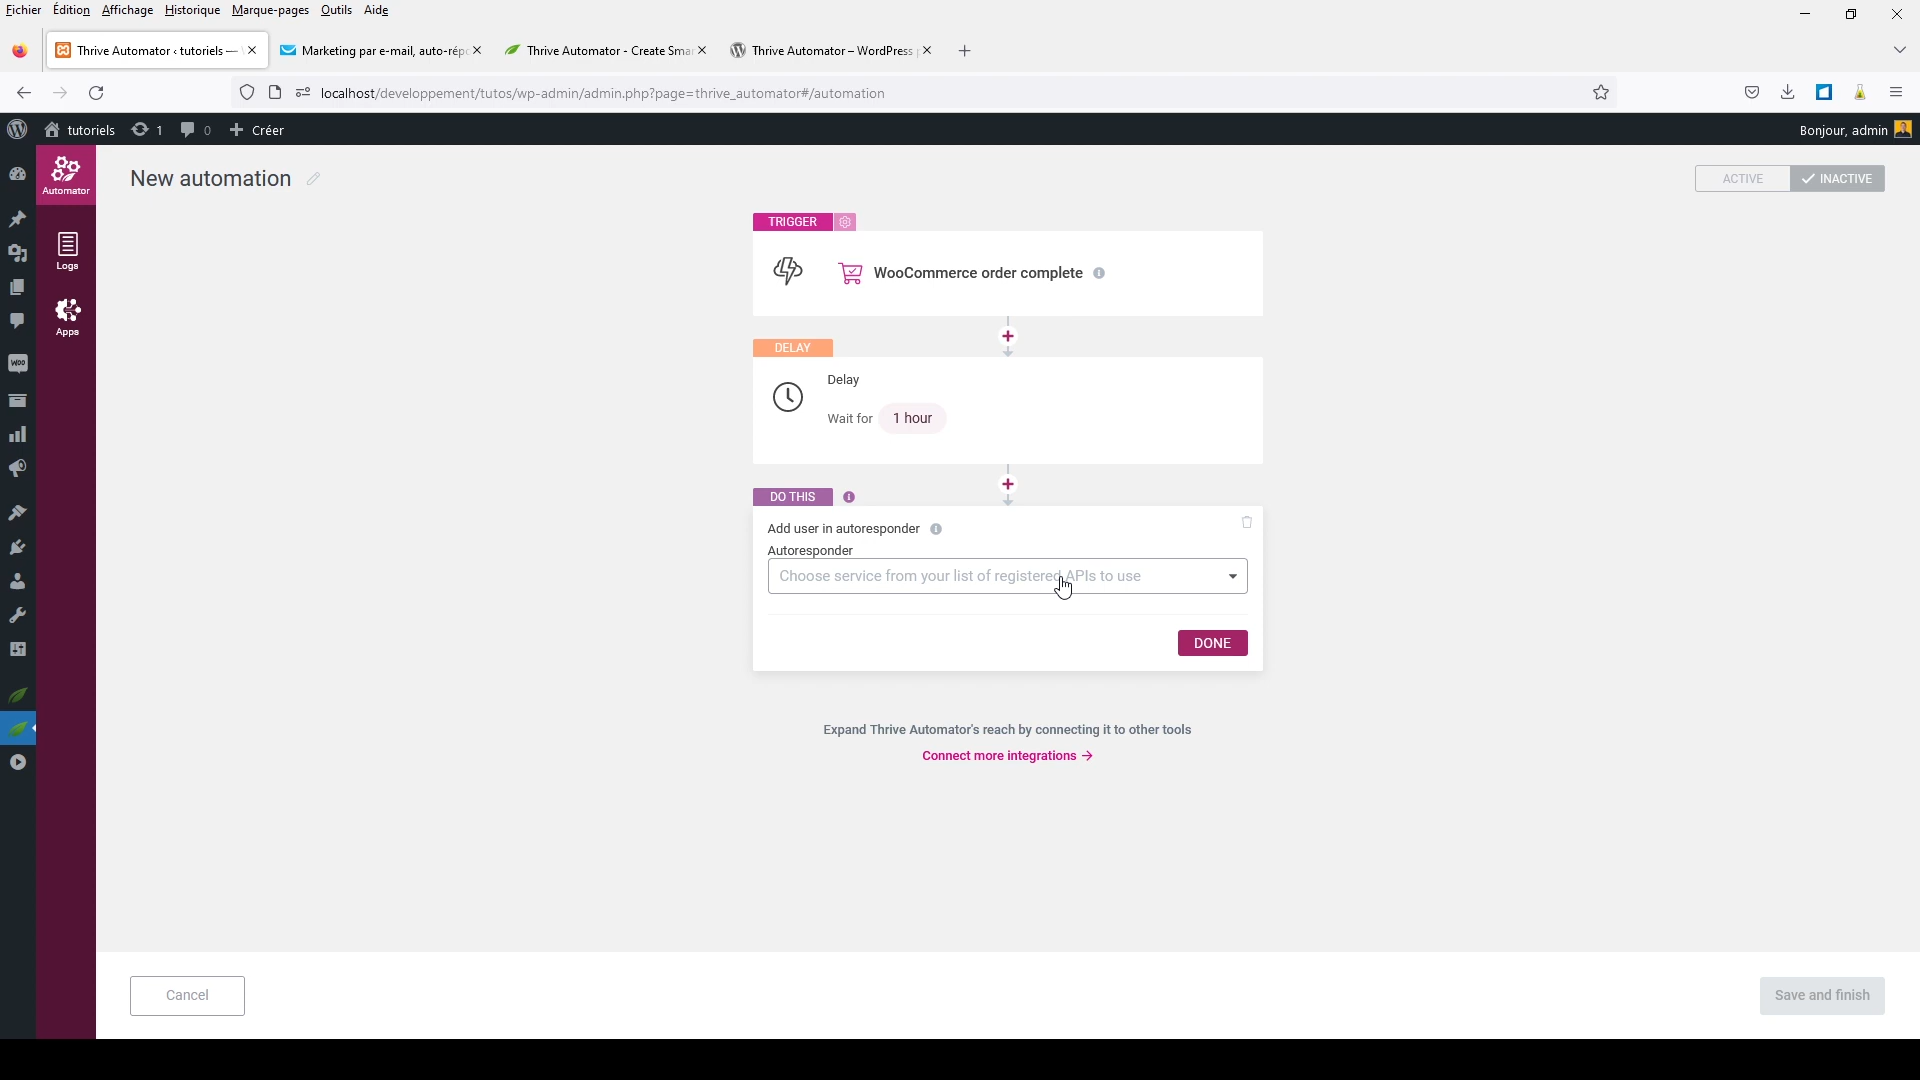 Fichier Édition Affichage Historique Marque-pages Outils Aide
Thrive Automator ‹ tutoriels —
Marketing par e-mail, auto-rép
Thrive Automator - Create Smar
Thrive Automator – WordPress
localhost/developpement/tutos/wp-admin/admin.php?page=thrive_automator#/automation
tutoriels 1 0 Créer
Bonjour, admin
Automator
Logs
Apps
woo
New automation
ACTIVE INACTIVE
TRIGGER
WooCommerce order complete
DELAY
Delay
Wait for 1 hour
DO THIS
Add user in autoresponder
Autoresponder
Choose service from your list of registered APIs to use
DONE
Expand Thrive Automator's reach by connecting it to other tools
Connect more integrations →
Cancel
Save and finish